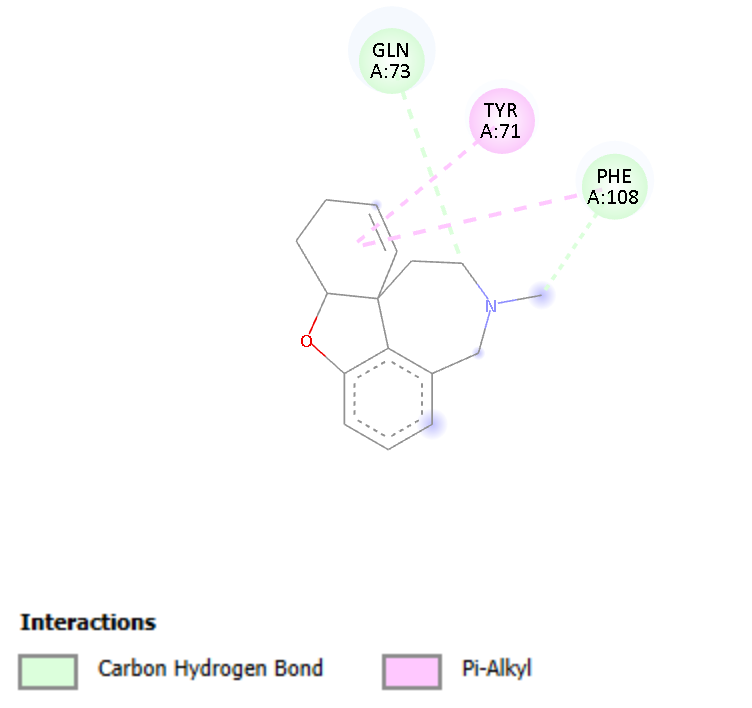 GLN
A:73
TYR
A:71
PHE
A:108
N
O
Interactions
Carbon Hydrogen Bond
Pi-Alkyl